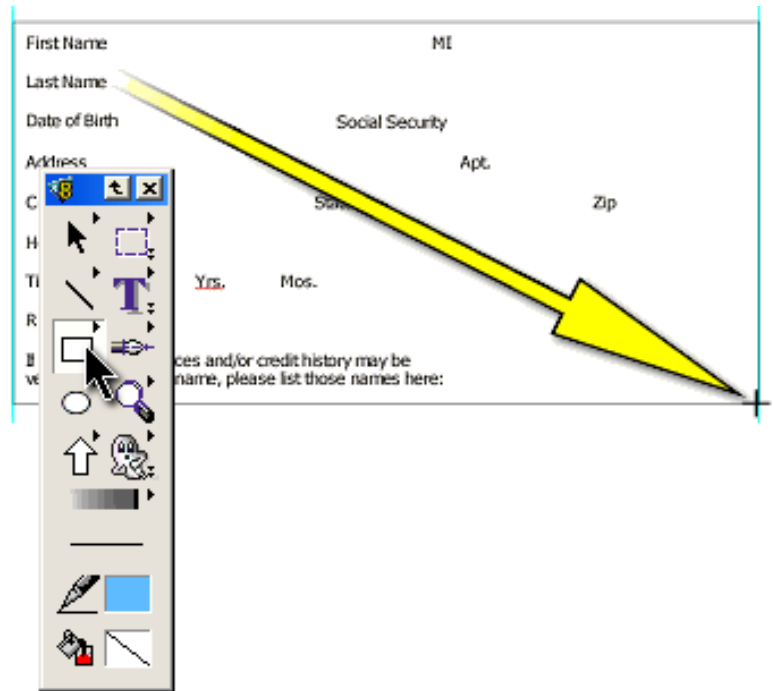 First Name MI
Last Name
Date of Birth Social Security
Address Apt.
Zip
Yrs. Mos.
and/or credit history may be
name, please list those names here: